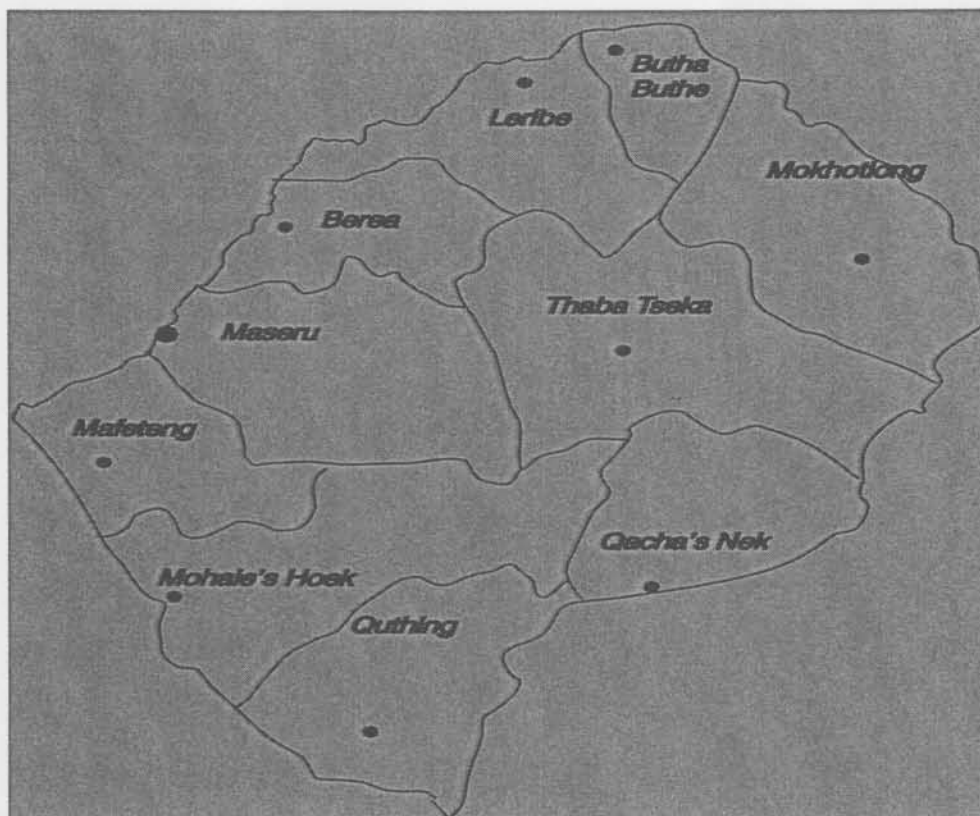 Butha
Buthe
Leribe
Mokhotlong
Berea
Thaba Tseka
Maseru
Mafeteng
Qacha's Nek
Mohale's Hoek
Quthing